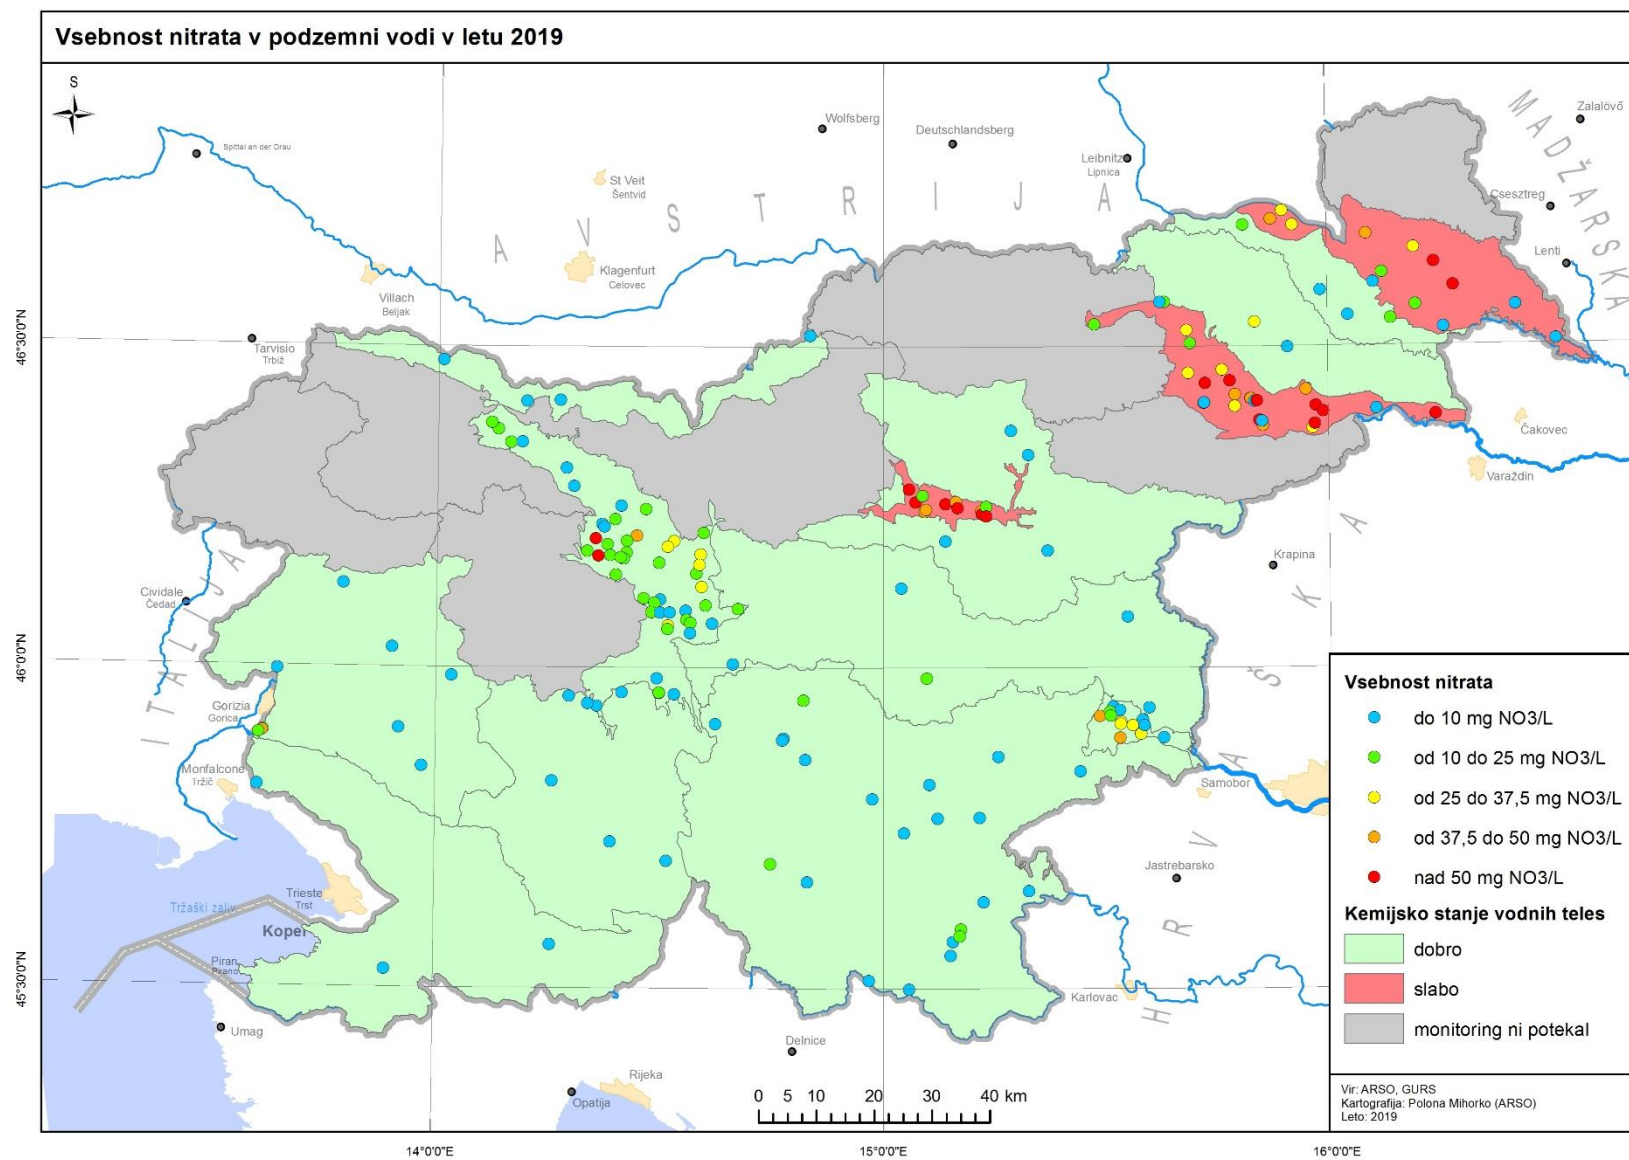 Vsebnost nitrata v podzemni vodi v letu 2019
S
Wolfsberg
Deutschlandsberg
Zalalövő
Spittal an der Drau
Leibnitz
Lipnica
St Veit
Šentvid
Csesztreg
MADŽARSKA
AVSTRIJA
Klagenfurt
Celovec
Lenti
Villach
Beljak
Tarvisio
Trbiž
46°30'0"N
Čakovec
Varaždin
Krapina
Cividale
Čedad
ITALIJA
46°0'0"N
HRVAŠKA
Gorizia
Gorica
Monfalcone
Tržič
Samobor
Jastrebarsko
Trieste
Trst
Tržaški zaliv
Koper
Piran
Pirano
45°30'0"N
Karlovac
Umag
Delnice
Rijeka
Opatija
0 5 10 20 30 40 km
Vsebnost nitrata
do 10 mg NO3/L
od 10 do 25 mg NO3/L
od 25 do 37,5 mg NO3/L
od 37,5 do 50 mg NO3/L
nad 50 mg NO3/L
Kemijsko stanje vodnih teles
dobro
slabo
monitoring ni potekal
Vir: ARSO, GURS
Kartografija: Polona Mihorko (ARSO)
Leto: 2019
14°0'0"E
15°0'0"E
16°0'0"E